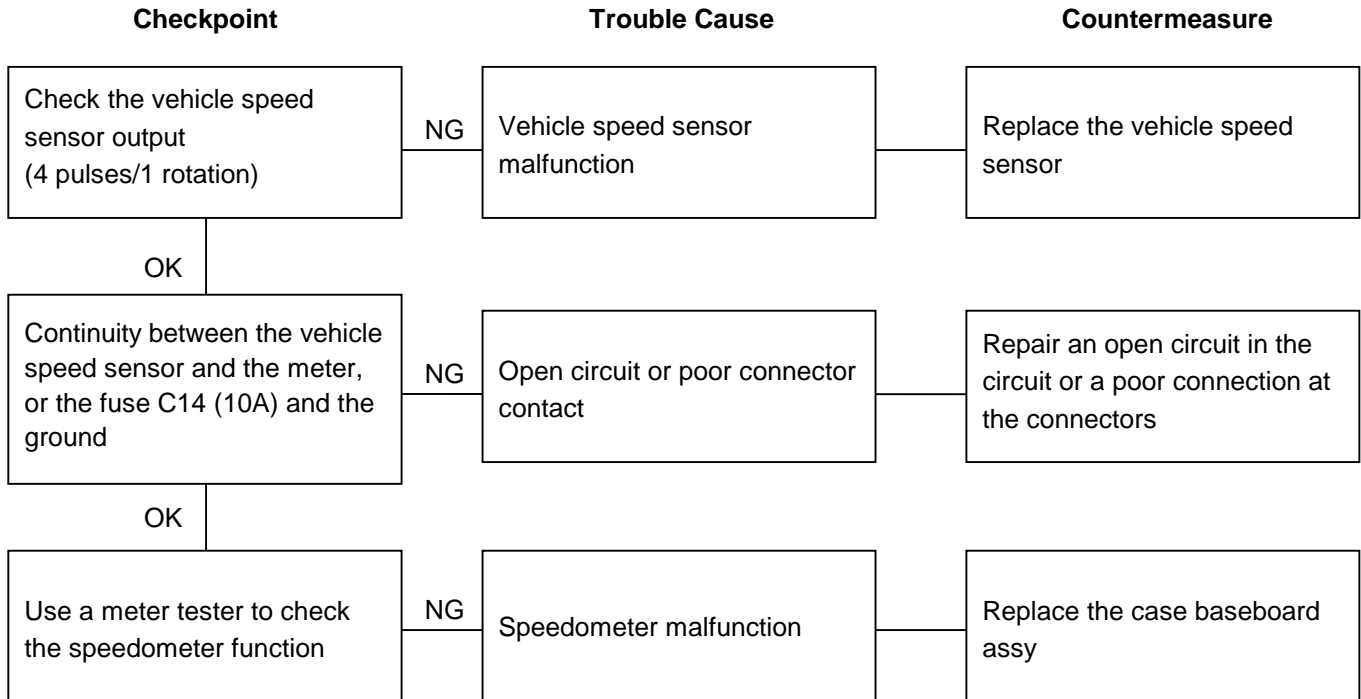 Checkpoint
Trouble Cause
Countermeasure
Check the vehicle speed
sensor output
(4 pulses/1 rotation)
NG
Vehicle speed sensor
malfunction
Replace the vehicle speed
sensor
OK
Continuity between the vehicle
speed sensor and the meter,
or the fuse C14 (10A) and the
ground
NG
Open circuit or poor connector
contact
Repair an open circuit in the
circuit or a poor connection at
the connectors
OK
Use a meter tester to check
the speedometer function
NG
Speedometer malfunction
Replace the case baseboard
assy